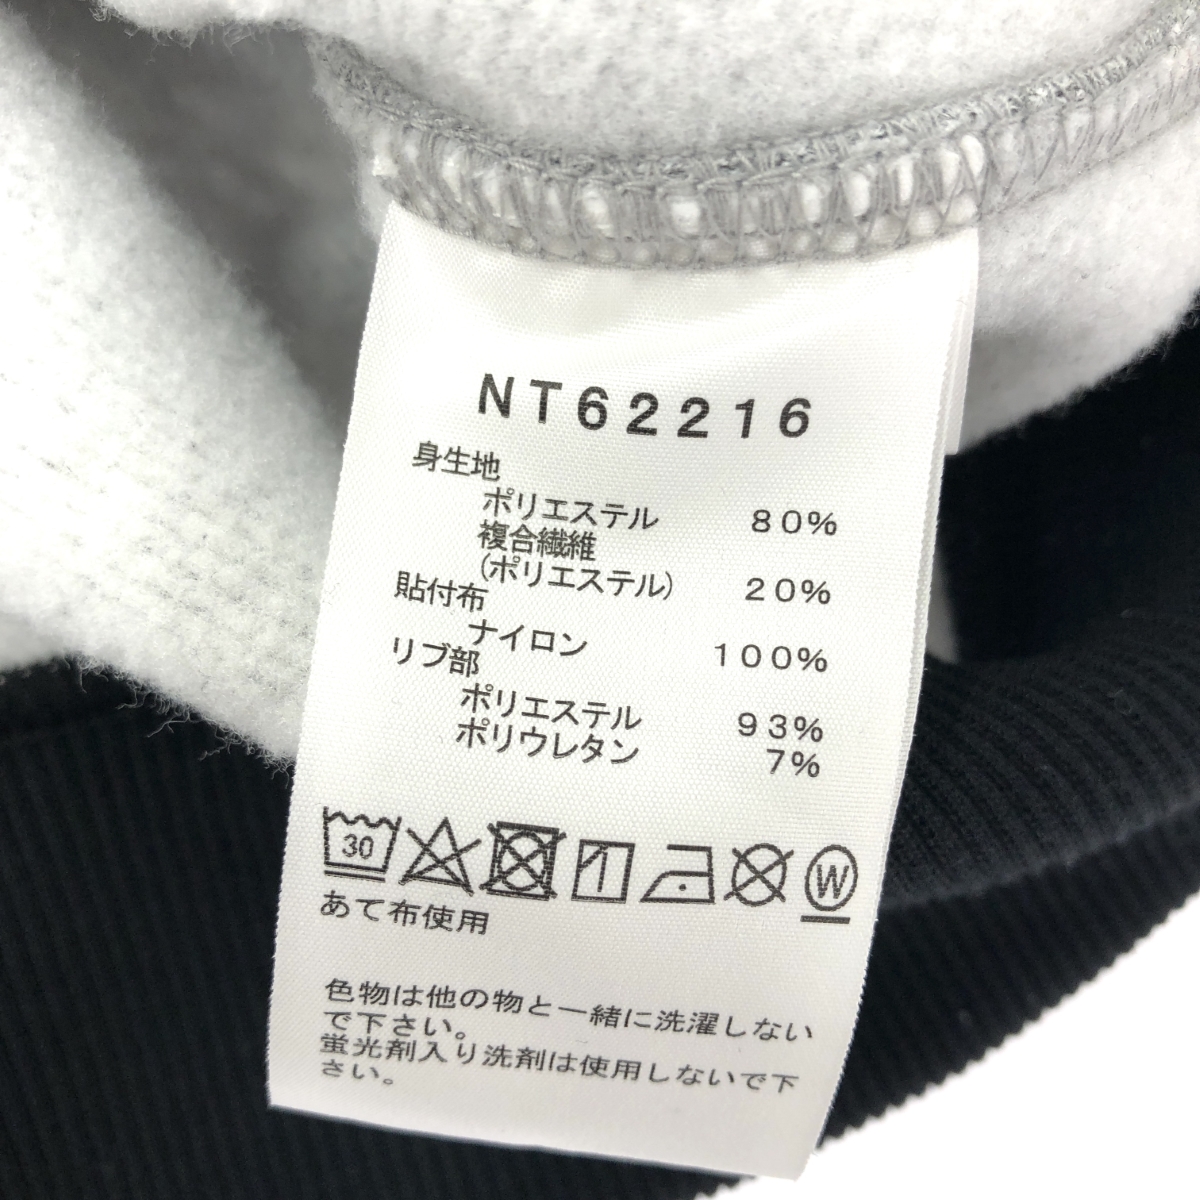 NT62216
身生地
ポリエステル 80%
複合繊維
(ポリエステル) 20%
貼付布
ナイロン 100%
リブ部
ポリエステル 93%
ポリウレタン 7%
30 W
あて布使用
色物は他の物と一緒に洗濯しない
で下さい。
蛍光剤入り洗剤は使用しないで下
さい。